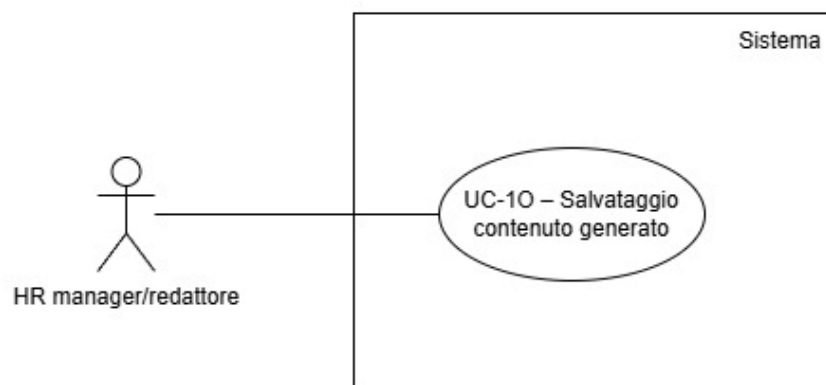 Sistema
UC-1O – Salvataggio
contenuto generato
HR manager/redattore